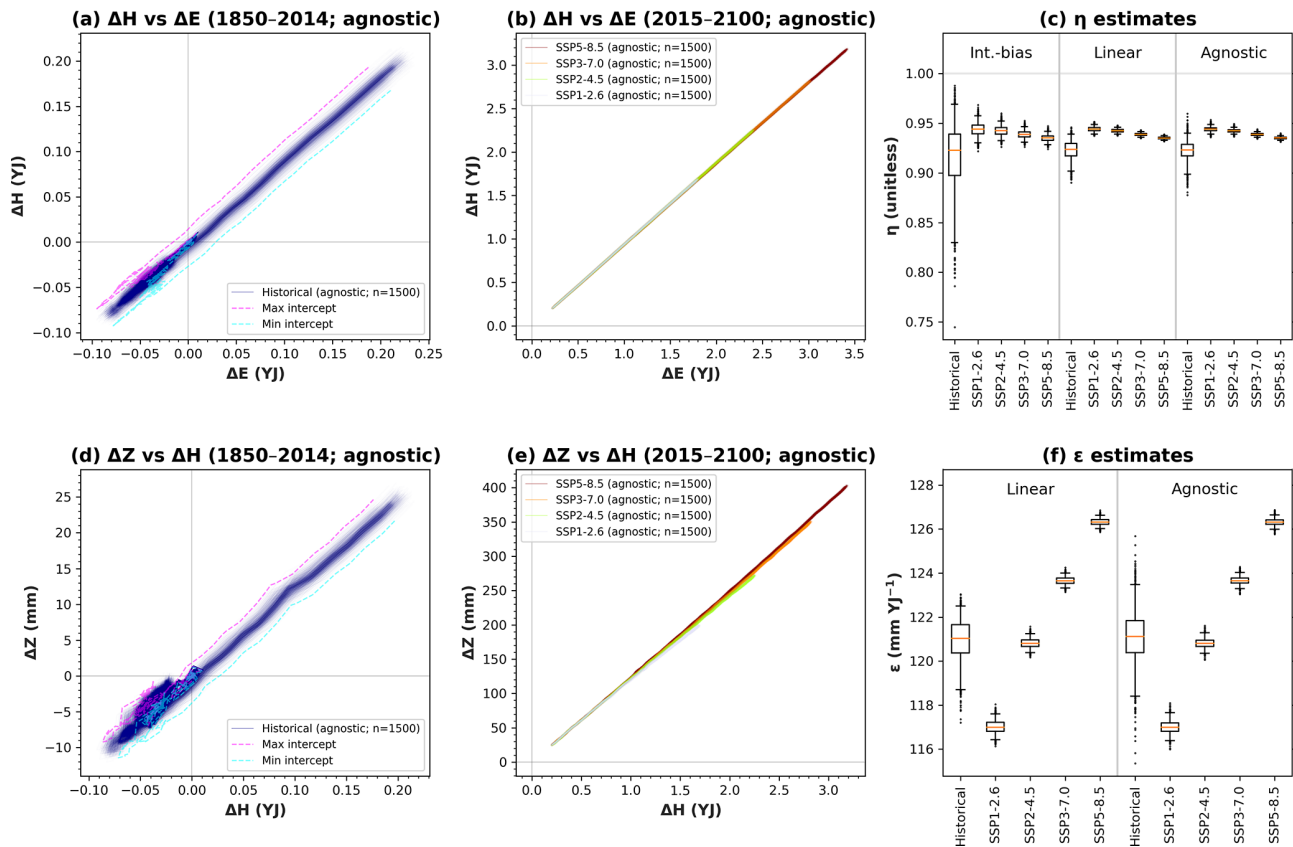 (a) ΔH vs ΔE (1850–2014; agnostic)
0.20
0.15
0.10
0.05
0.00
−0.05
−0.10
ΔH (YJ)
Historical (agnostic; n=1500)
Max intercept
Min intercept
−0.10
−0.05
0.00
0.05
0.10
0.15
0.20
0.25
ΔE (YJ)
(b) ΔH vs ΔE (2015–2100; agnostic)
SSP5-8.5 (agnostic; n=1500)
SSP3-7.0 (agnostic; n=1500)
SSP2-4.5 (agnostic; n=1500)
SSP1-2.6 (agnostic; n=1500)
3.0
2.5
2.0
1.5
1.0
0.5
0.0
ΔH (YJ)
0.0
0.5
1.0
1.5
2.0
2.5
3.0
3.5
ΔE (YJ)
(c) η estimates
Int.-bias
Linear
Agnostic
1.00
0.95
0.90
0.85
0.80
0.75
η (unitless)
Historical
SSP1-2.6
SSP2-4.5
SSP3-7.0
SSP5-8.5
Historical
SSP1-2.6
SSP2-4.5
SSP3-7.0
SSP5-8.5
Historical
SSP1-2.6
SSP2-4.5
SSP3-7.0
SSP5-8.5
(d) ΔZ vs ΔH (1850–2014; agnostic)
25
20
15
10
5
0
−5
−10
ΔZ (mm)
Historical (agnostic; n=1500)
Max intercept
Min intercept
−0.10
−0.05
0.00
0.05
0.10
0.15
0.20
ΔH (YJ)
(e) ΔZ vs ΔH (2015–2100; agnostic)
SSP5-8.5 (agnostic; n=1500)
SSP3-7.0 (agnostic; n=1500)
SSP2-4.5 (agnostic; n=1500)
SSP1-2.6 (agnostic; n=1500)
400
350
300
250
200
150
100
50
0
ΔZ (mm)
0.0
0.5
1.0
1.5
2.0
2.5
3.0
ΔH (YJ)
(f) ε estimates
Linear
Agnostic
128
126
124
122
120
118
116
ε (mm YJ⁻¹)
Historical
SSP1-2.6
SSP2-4.5
SSP3-7.0
SSP5-8.5
Historical
SSP1-2.6
SSP2-4.5
SSP3-7.0
SSP5-8.5